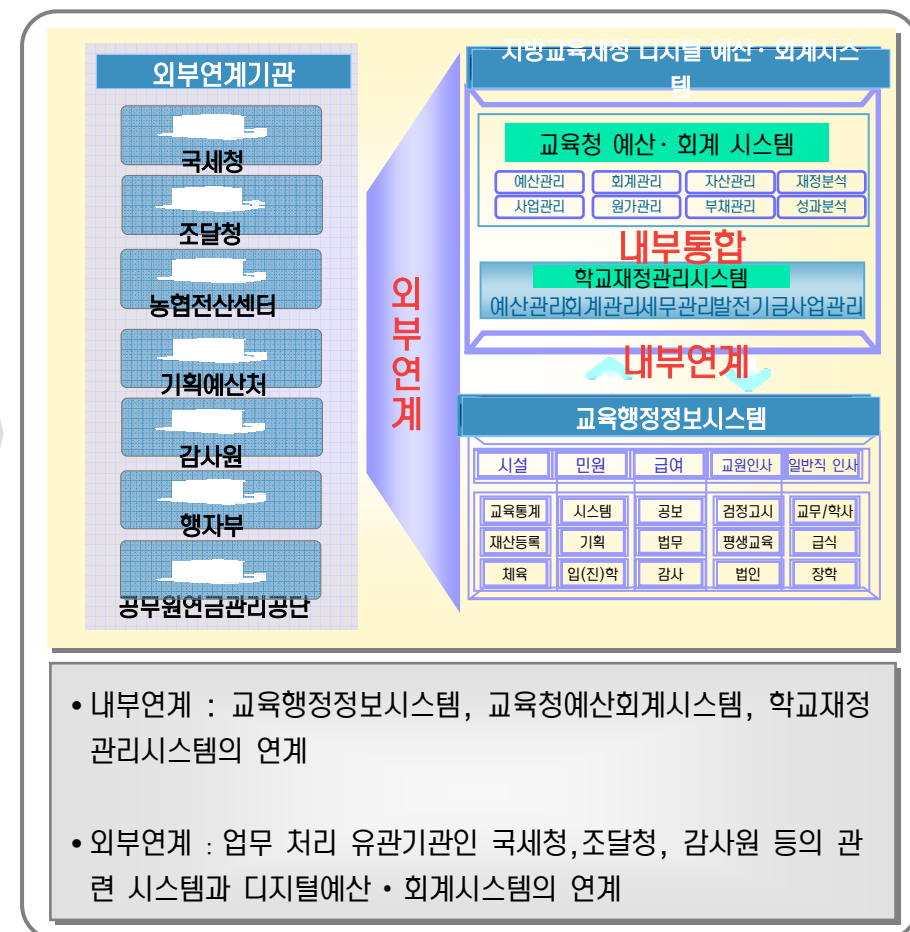 외부연계기관
국세청
조달청
농협전산센터
기획예산처
감사원
행자부
공무원연금관리공단
외
부
연
계
지방교육재정 디지털 예산· 회계시스
템
교육청 예산· 회계 시스템
예산관리 회계관리 자산관리 재정분석
사업관리 원가관리 부채관리 성과분석
내부통합
학교재정관리시스템
예산관리회계관리세무관리발전기금사업관리
내부연계
교육행정정보시스템
시설 민원 급여 교원인사 일반직 인사
교육통계 시스템 공보 검정고시 교무/학사
재산등록 기획 법무 평생교육 급식
체육 입(진)학 감사 법인 장학
• 내부연계 : 교육행정정보시스템, 교육청예산회계시스템, 학교재정
관리시스템의 연계
• 외부연계 : 업무 처리 유관기관인 국세청,조달청, 감사원 등의 관
련 시스템과 디지털예산·회계시스템의 연계